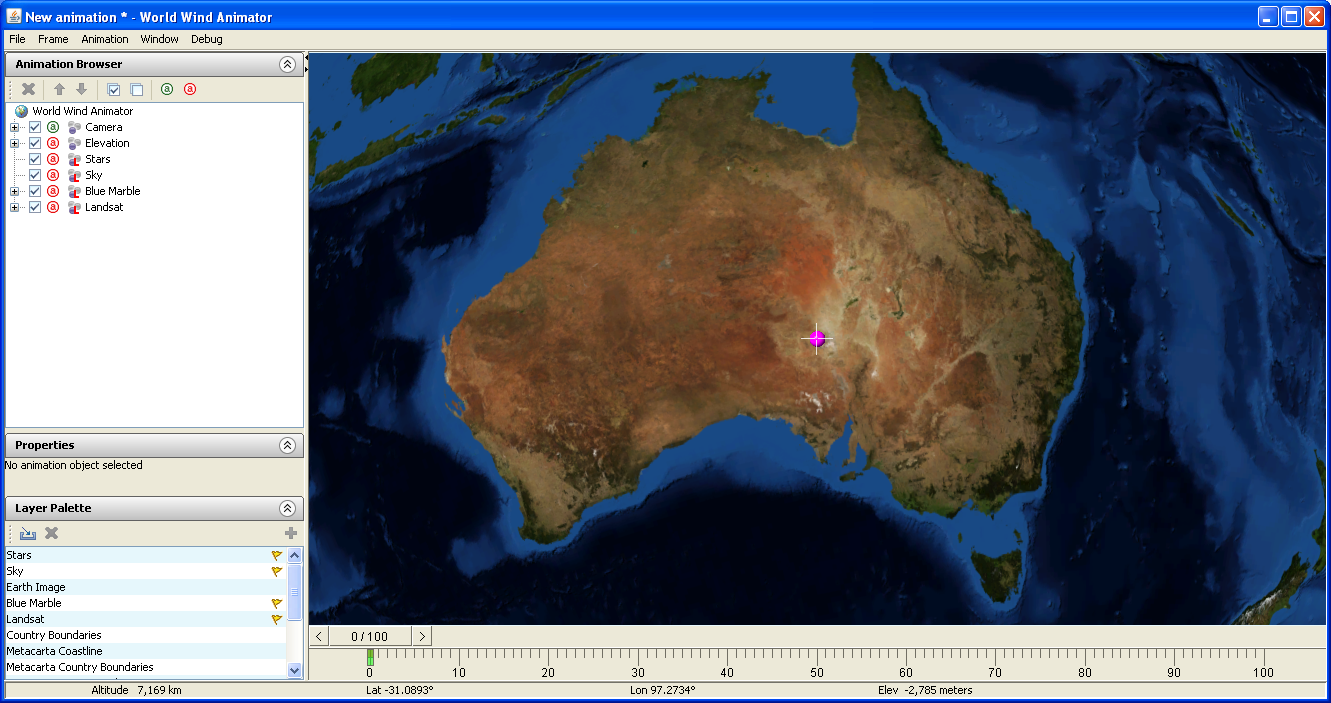 New animation * - World Wind Animator
File Frame Animation Window Debug
Animation Browser
World Wind Animator
Camera
Elevation
Stars
Sky
Blue Marble
Landsat
Properties
No animation object selected
Layer Palette
Stars
Sky
Earth Image
Blue Marble
Landsat
Country Boundaries
Metacarta Coastline
Metacarta Country Boundaries
< 0 / 100 >
0 10 20 30 40 50 60 70 80 90 100
Altitude 7,169 km Lat -31.0893° Lon 97.2734° Elev -2,785 meters